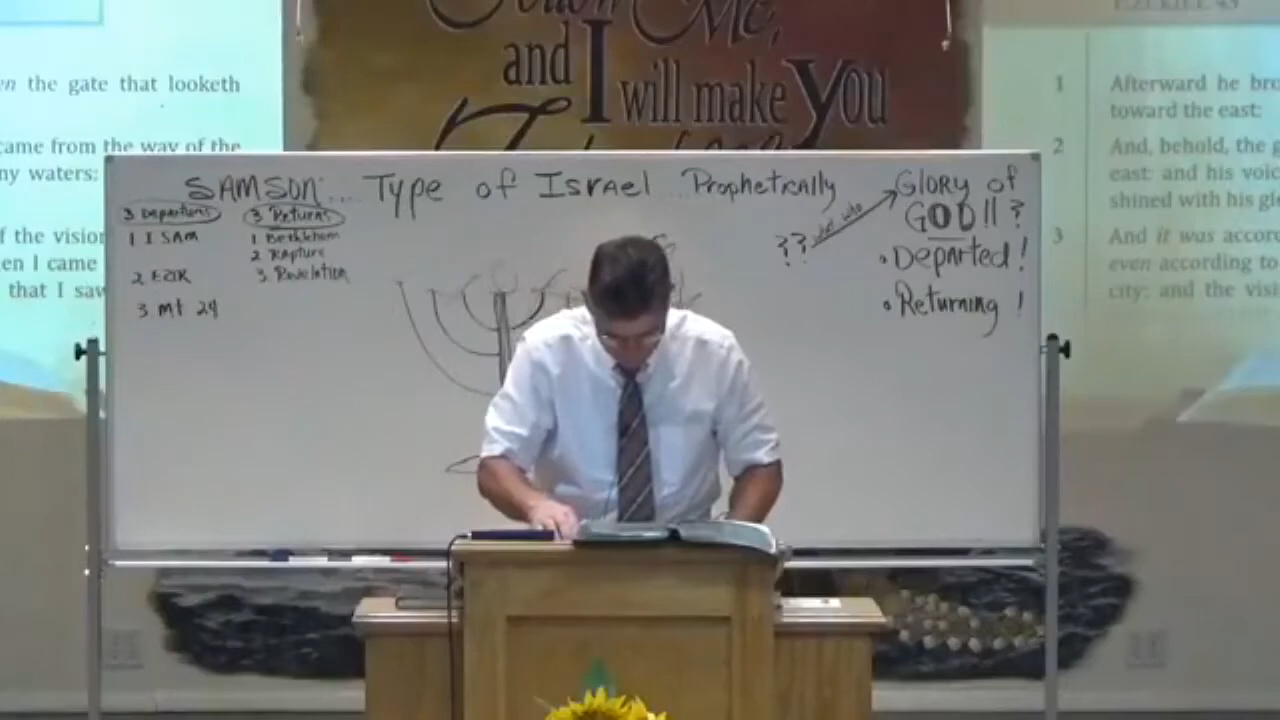 Follow Me,
and I will make you
the gate that looketh
came from the way of the
ny waters:
f the vision
en I came
that I saw
EZEKIEL 43
1 Afterward he bro
toward the east:
2 And, behold, the g
east: and his voic
shined with his gl
3 And it was accor
even according to
city: and the visi
SAMSON... Type of Israel... Prophetically
3 Departures
1 I SAM
2 EZIK
3 mt 24
3 Returns
1. Bethlehem
2 Rapture
3. Revelation
??
Glory of
GOD!! ?
• Departed !
• Returning !